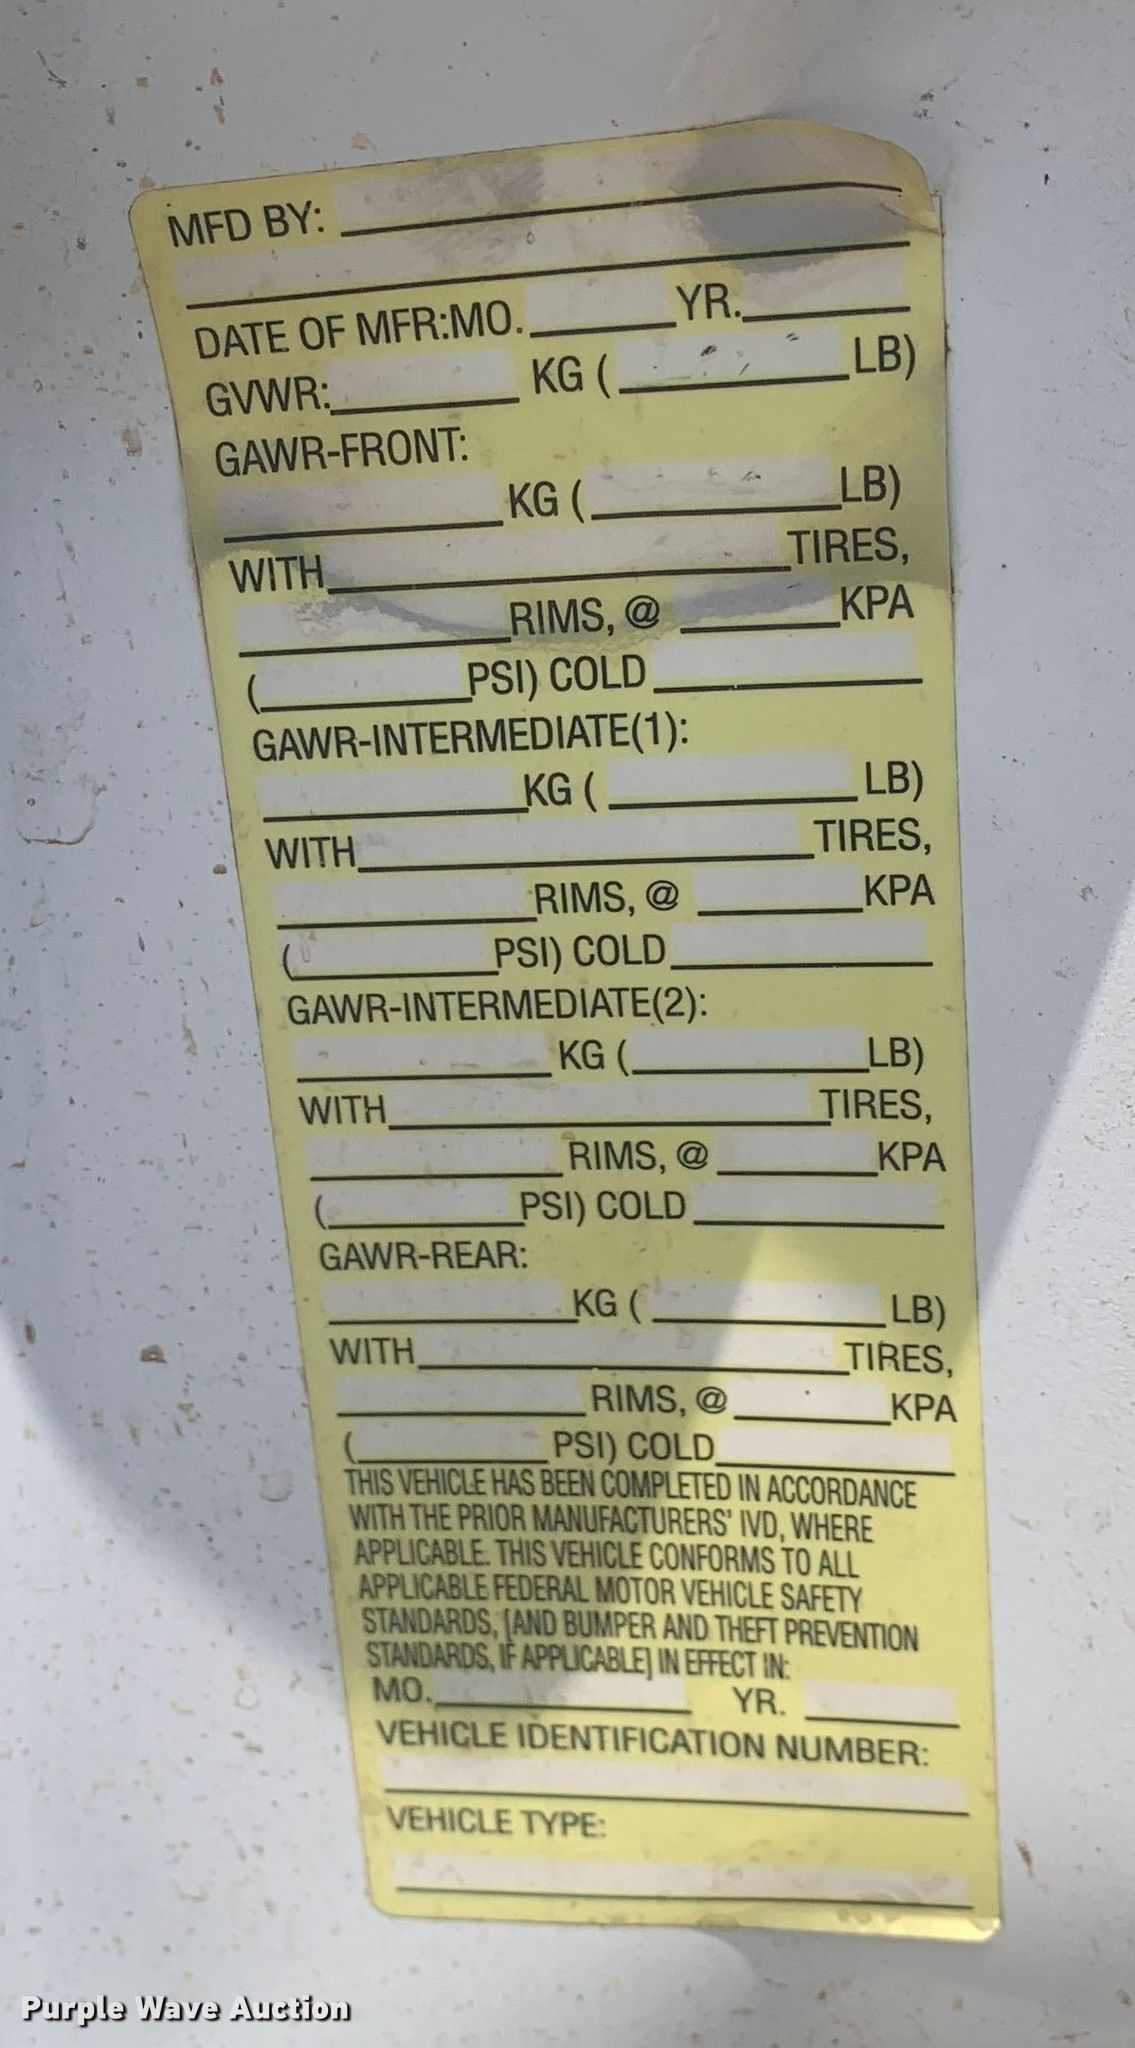 MFD BY:
DATE OF MFR:MO. YR.
GVWR: KG ( LB)
GAWR-FRONT:
KG ( LB)
WITH TIRES,
RIMS, @ KPA
( PSI) COLD
GAWR-INTERMEDIATE(1):
KG ( LB)
WITH TIRES,
RIMS, @ KPA
( PSI) COLD
GAWR-INTERMEDIATE(2):
KG ( LB)
WITH TIRES,
RIMS, @ KPA
( PSI) COLD
GAWR-REAR:
KG ( LB)
WITH TIRES,
RIMS, @ KPA
( PSI) COLD
THIS VEHICLE HAS BEEN COMPLETED IN ACCORDANCE
WITH THE PRIOR MANUFACTURERS' IVD, WHERE
APPLICABLE. THIS VEHICLE CONFORMS TO ALL
APPLICABLE FEDERAL MOTOR VEHICLE SAFETY
STANDARDS, [AND BUMPER AND THEFT PREVENTION
STANDARDS, IF APPLICABLE] IN EFFECT IN:
MO. YR.
VEHICLE IDENTIFICATION NUMBER:
VEHICLE TYPE:
Purple Wave Auction